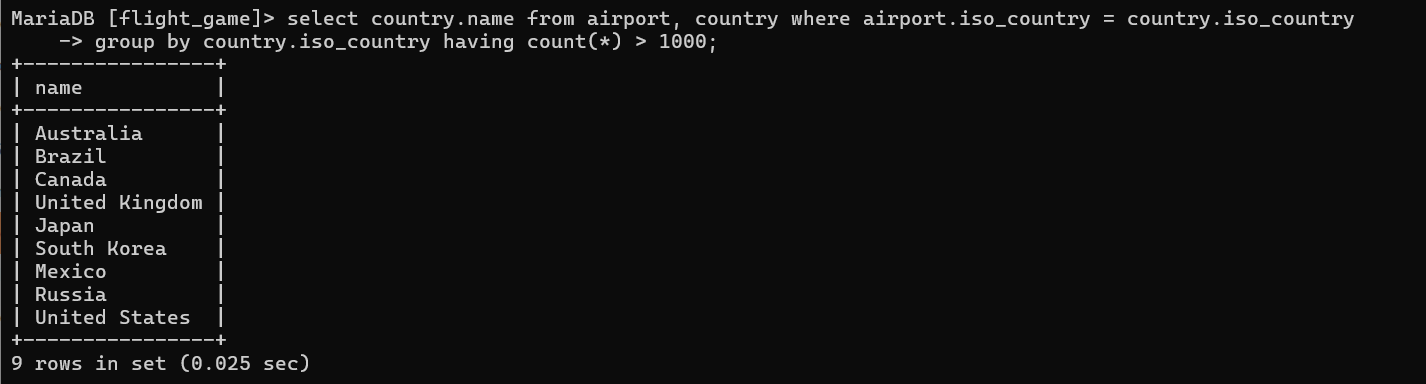 MariaDB [flight_game]> select country.name from airport, country where airport.iso_country = country.iso_country
    -> group by country.iso_country having count(*) > 1000;
+----------------+
| name           |
+----------------+
| Australia      |
| Brazil         |
| Canada         |
| United Kingdom |
| Japan          |
| South Korea    |
| Mexico         |
| Russia         |
| United States  |
+----------------+
9 rows in set (0.025 sec)